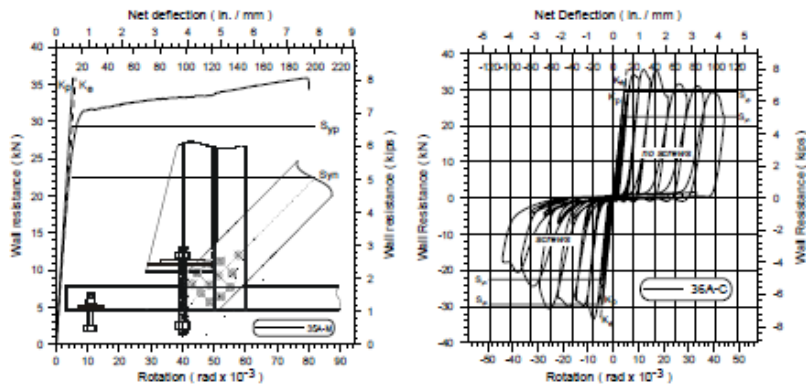 Net deflection ( in. / mm )
0 1 2 3 4 5 6 7 8 9
20 40 60 80 100 120 140 160 180 200 220
Wall resistance ( kN )
40
35
30
25
20
15
10
5
0
Kp Ke
Syp
Syn
8
7
6
5
4
3
2
1
0
Wall resistance ( kips )
35A-M
0 10 20 30 40 50 60 70 80 90
Rotation ( rad x 10⁻³ )
Net Deflection ( in. / mm )
-5 -4 -3 -2 -1 0 1 2 3 4 5
-120 -100 -80 -60 -40 -20 0 20 40 60 80 100 120
Wall Resistance ( kN )
40
30
20
10
0
-10
-20
-30
-40
Ke
Kp
no screws
screws
Kp
Ke
8
6
4
2
0
-2
-4
-6
-8
Wall Resistance ( kips )
36A-C
-50 -40 -30 -20 -10 0 10 20 30 40 50
Rotation ( rad x 10⁻³ )